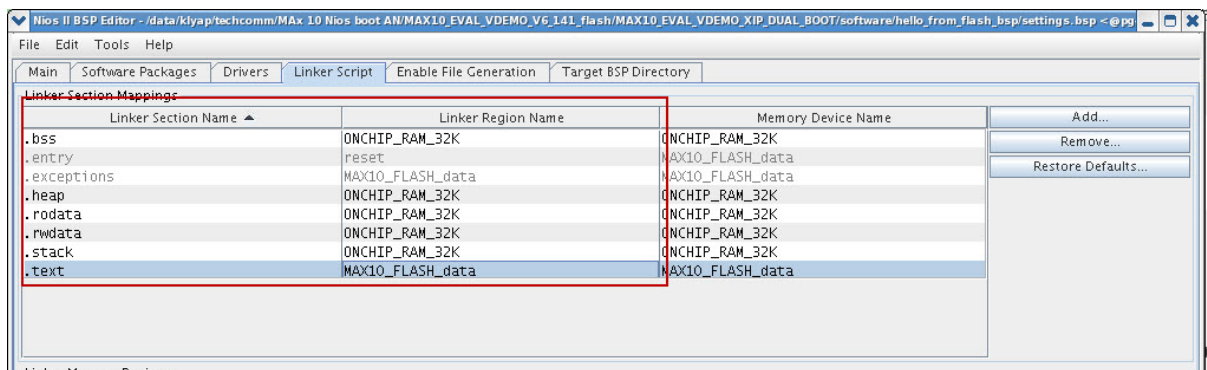 Nios II BSP Editor - /data/klyap/techcomm/MAx 10 Nios boot AN/MAX10_EVAL_VDEMO_V6_141_flash/MAX10_EVAL_VDEMO_XIP_DUAL_BOOT/software/hello_from_flash_bsp/settings.bsp <@pg
File Edit Tools Help
Main Software Packages Drivers Linker Script Enable File Generation Target BSP Directory
Linker Section Mappings
Linker Section Name Linker Region Name Memory Device Name Add...
.bss ONCHIP_RAM_32K ONCHIP_RAM_32K Remove...
.entry reset MAX10_FLASH_data
.exceptions MAX10_FLASH_data MAX10_FLASH_data Restore Defaults...
.heap ONCHIP_RAM_32K ONCHIP_RAM_32K
.rodata ONCHIP_RAM_32K ONCHIP_RAM_32K
.rwdata ONCHIP_RAM_32K ONCHIP_RAM_32K
.stack ONCHIP_RAM_32K ONCHIP_RAM_32K
.text MAX10_FLASH_data MAX10_FLASH_data